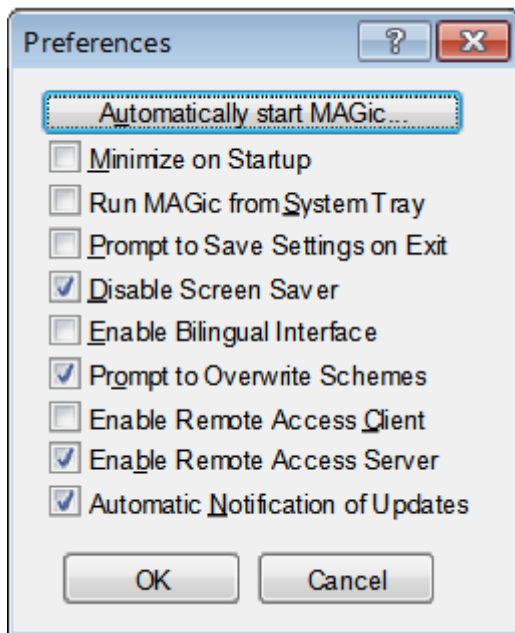 Preferences
?
Automatically start MAGic...
Minimize on Startup
Run MAGic from System Tray
Prompt to Save Settings on Exit
Disable Screen Saver
Enable Bilingual Interface
Prompt to Overwrite Schemes
Enable Remote Access Client
Enable Remote Access Server
Automatic Notification of Updates
OK Cancel